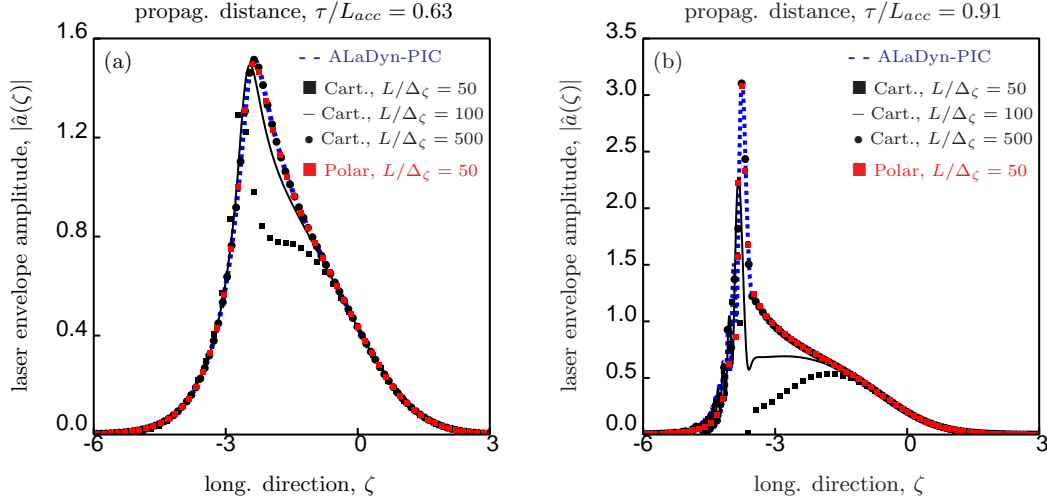 propag. distance, τ/L_acc = 0.63
(a)
ALaDyn-PIC
Cart., L/Δ_ζ = 50
Cart., L/Δ_ζ = 100
Cart., L/Δ_ζ = 500
Polar, L/Δ_ζ = 50
laser envelope amplitude, |â(ζ)|
1.6
1.2
0.8
0.4
0.0
-6
-3
0
3
long. direction, ζ
propag. distance, τ/L_acc = 0.91
(b)
ALaDyn-PIC
Cart., L/Δ_ζ = 50
Cart., L/Δ_ζ = 100
Cart., L/Δ_ζ = 500
Polar, L/Δ_ζ = 50
laser envelope amplitude, |â(ζ)|
3.5
3.0
2.5
2.0
1.5
1.0
0.5
0.0
-6
-3
0
3
long. direction, ζ